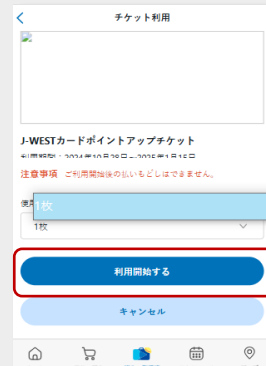 チケット利用
J-WESTカードポイントアップチケット
利用期間：2024年10月28日～2025年1月15日
注意事項 ご利用開始後の払いもどしはできません。
1枚
1枚
利用開始する
キャンセル